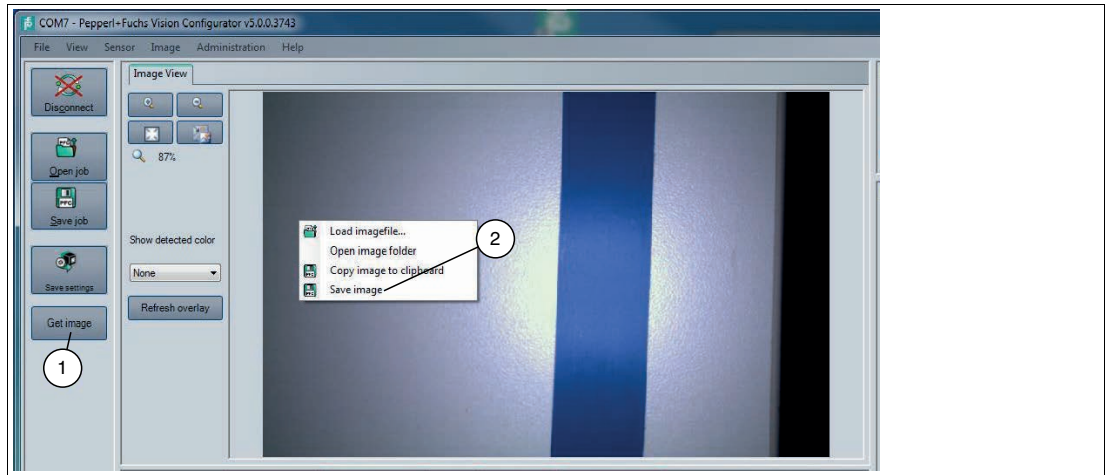 COM7 - Pepperl+Fuchs Vision Configurator v5.0.0.3743
File View Sensor Image Administration Help
Disconnect
Open job
Save job
Save settings
Get image
1
Image View
87%
Show detected color
None
Refresh overlay
Load imagefile...
Open image folder
Copy image to clipboard
Save image
2